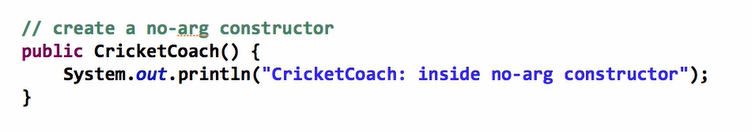 // create a no-arg constructor
public CricketCoach() {
    System.out.println("CricketCoach: inside no-arg constructor");
}